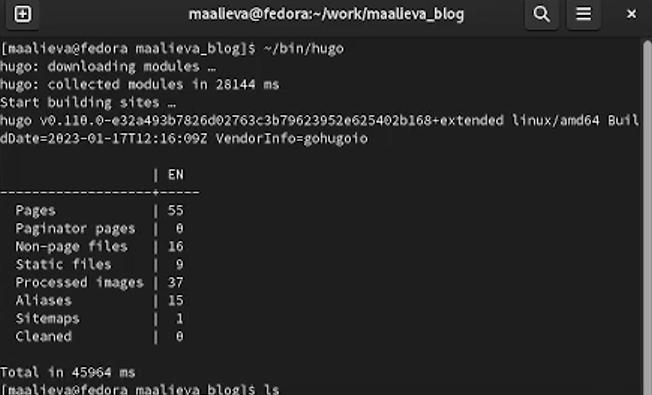 maalieva@fedora:~/work/maalieva_blog
[maalieva@fedora maalieva_blog]$ ~/bin/hugo
hugo: downloading modules …
hugo: collected modules in 28144 ms
Start building sites …
hugo v0.110.0-e32a493b7826d02763c3b79623952e625402b168+extended linux/amd64 Buil
dDate=2023-01-17T12:16:09Z VendorInfo=gohugoio
| EN
-------------------+-----
Pages | 55
Paginator pages | 0
Non-page files | 16
Static files | 9
Processed images | 37
Aliases | 15
Sitemaps | 1
Cleaned | 0
Total in 45964 ms
[maalieva@fedora maalieva_blog]$ ls